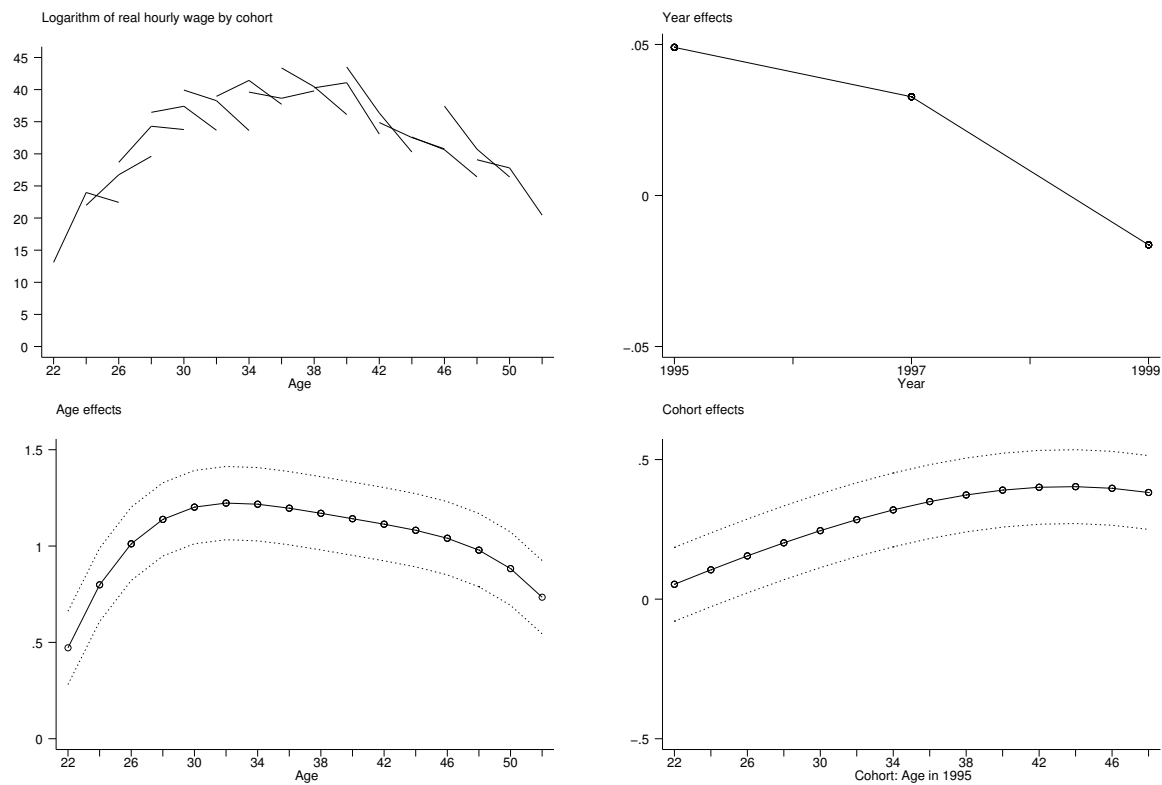 Logarithm of real hourly wage by cohort
45
40
35
30
25
20
15
10
5
0
22 26 30 34 38 42 46 50
Age
Year effects
.05
0
−.05
1995 1997 1999
Year
Age effects
1.5
1
.5
0
22 26 30 34 38 42 46 50
Age
Cohort effects
.5
0
−.5
22 26 30 34 38 42 46
Cohort: Age in 1995